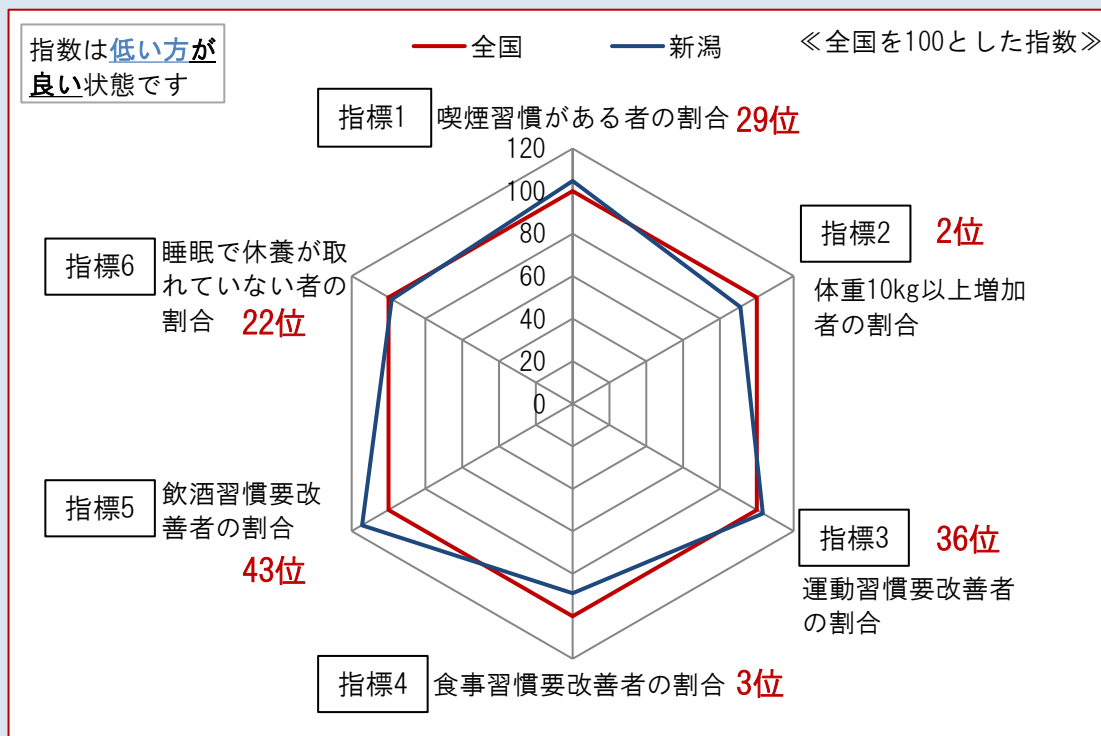 指数は低い方が
良い状態です
全国
新潟
≪全国を100とした指数≫
指標1
喫煙習慣がある者の割合 29位
120
100
80
60
40
20
0
指標2
2位
体重10kg以上増加
者の割合
指標3
36位
運動習慣要改善者
の割合
指標4
食事習慣要改善者の割合 3位
指標5
飲酒習慣要改
善者の割合
43位
指標6
睡眠で休養が取
れていない者の
割合 22位